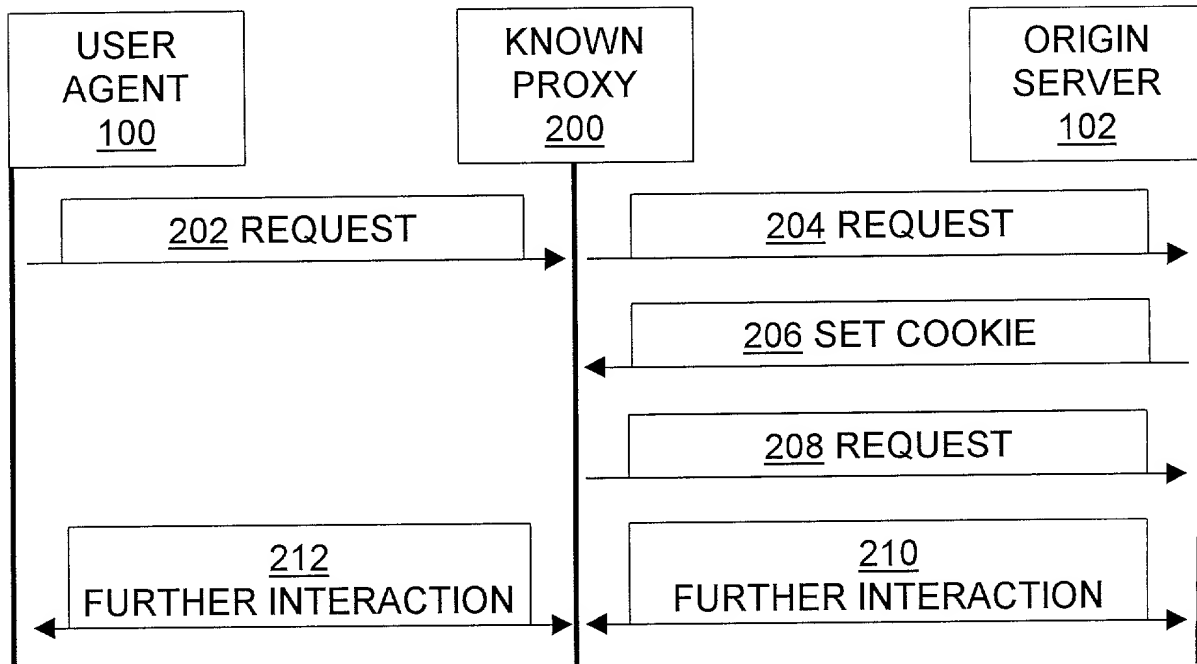 USER
AGENT
100
KNOWN
PROXY
200
ORIGIN
SERVER
102
202 REQUEST
204 REQUEST
206 SET COOKIE
208 REQUEST
212
FURTHER INTERACTION
210
FURTHER INTERACTION